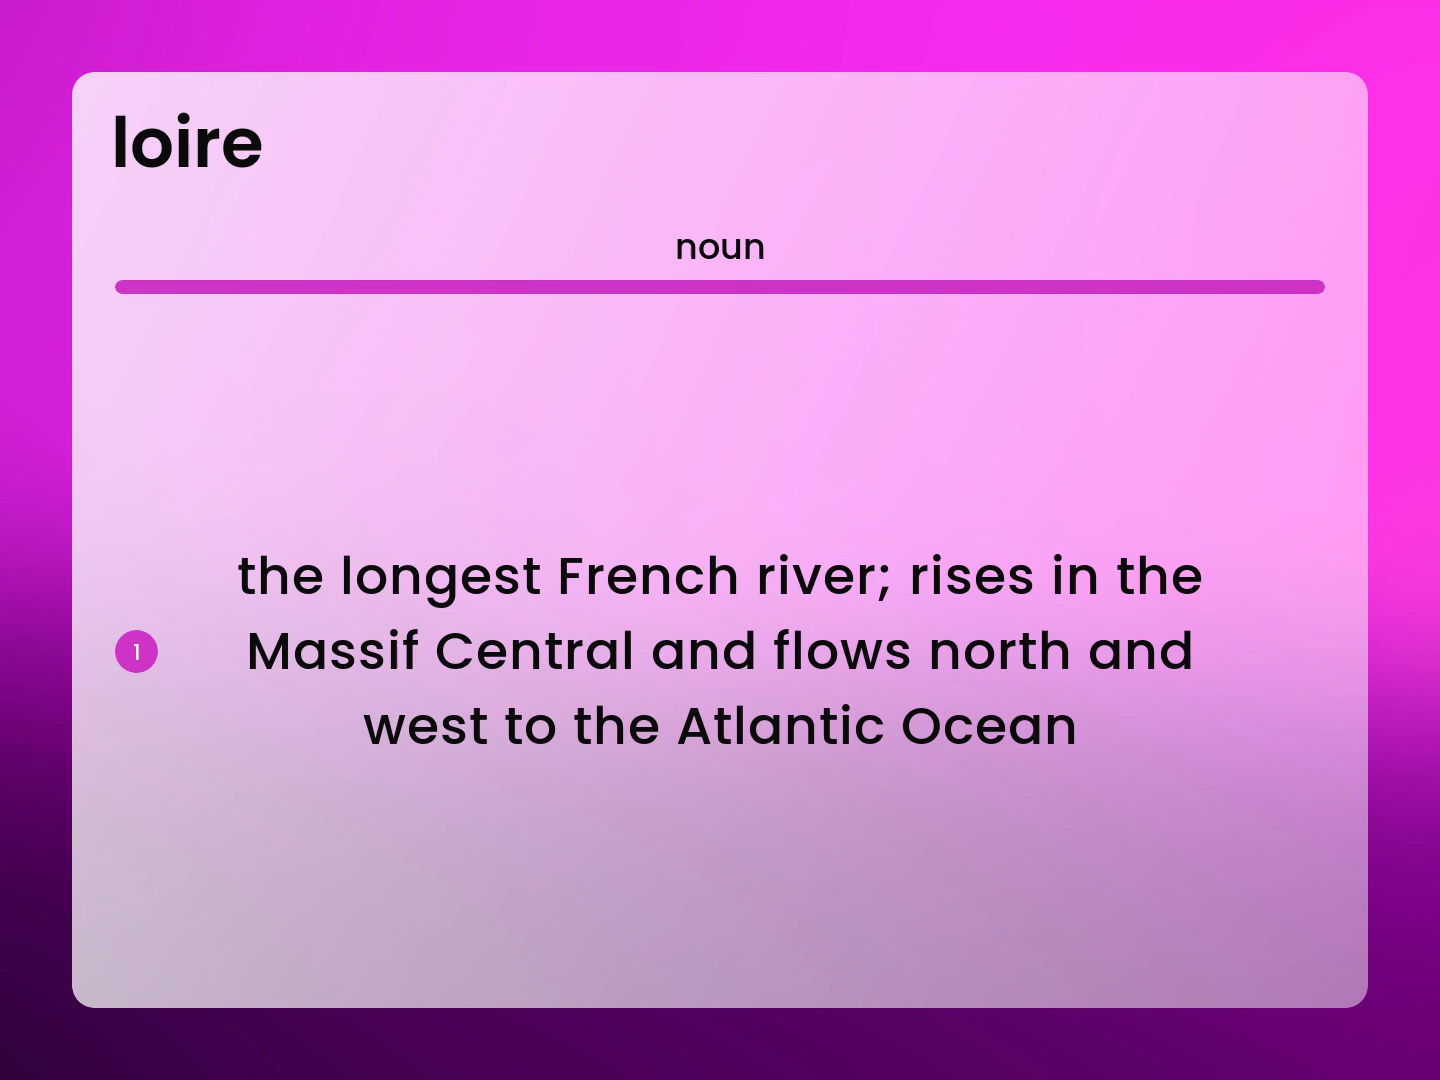 loire
noun
the longest French river; rises in the
1
Massif Central and flows north and
west to the Atlantic Ocean